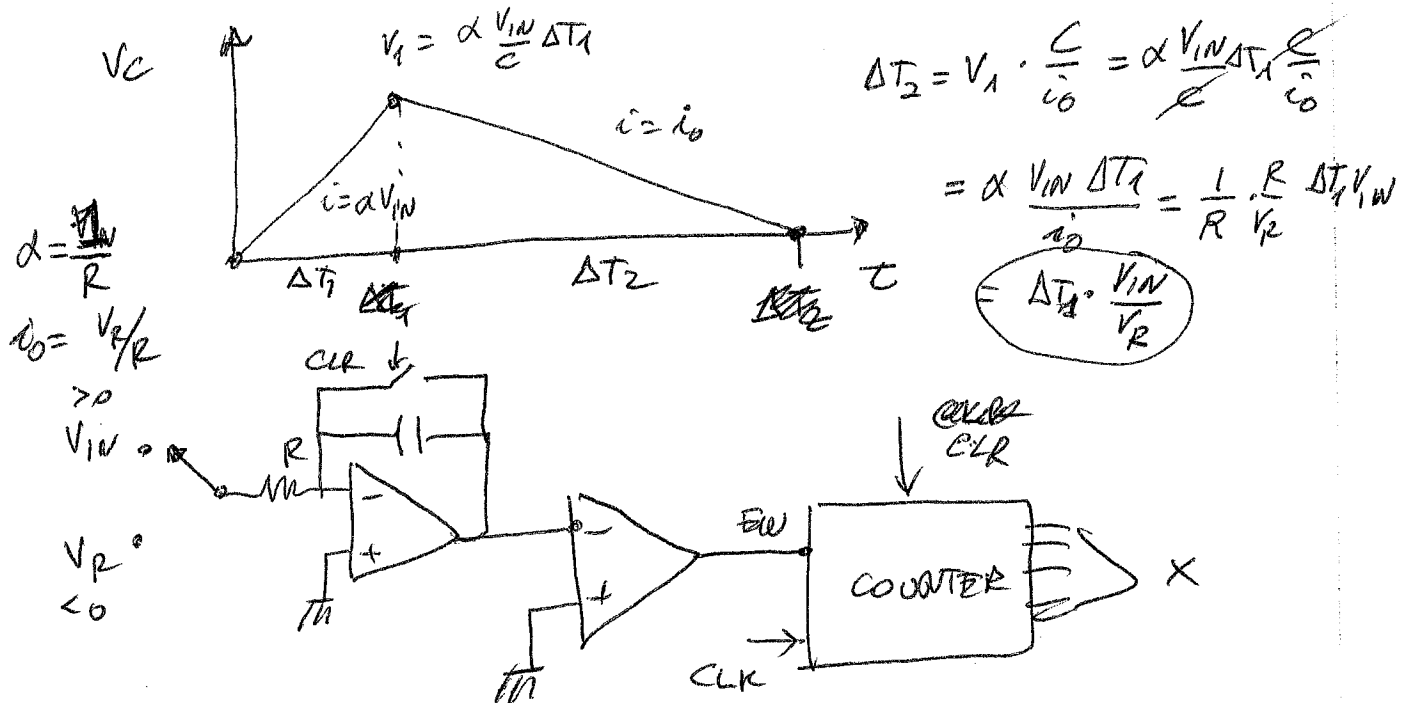 V_C
V_1 = α V_IN/C ΔT_1
ΔT_2 = V_1 · C/i_0 = α V_IN/C ΔT_1 C/i_0
i = i_0
i = αV_IN
= α V_IN ΔT_1/i_0 = 1/R · R/V_R ΔT_1 V_IN
α = 1/R
ΔT_1
ΔT_2
t
= ΔT_1 · V_IN/V_R
i_0 = V_R/R
CLR
>0
V_IN
R
CLR
−
+
−
+
EN
COUNTER
X
V_R
<0
CLK